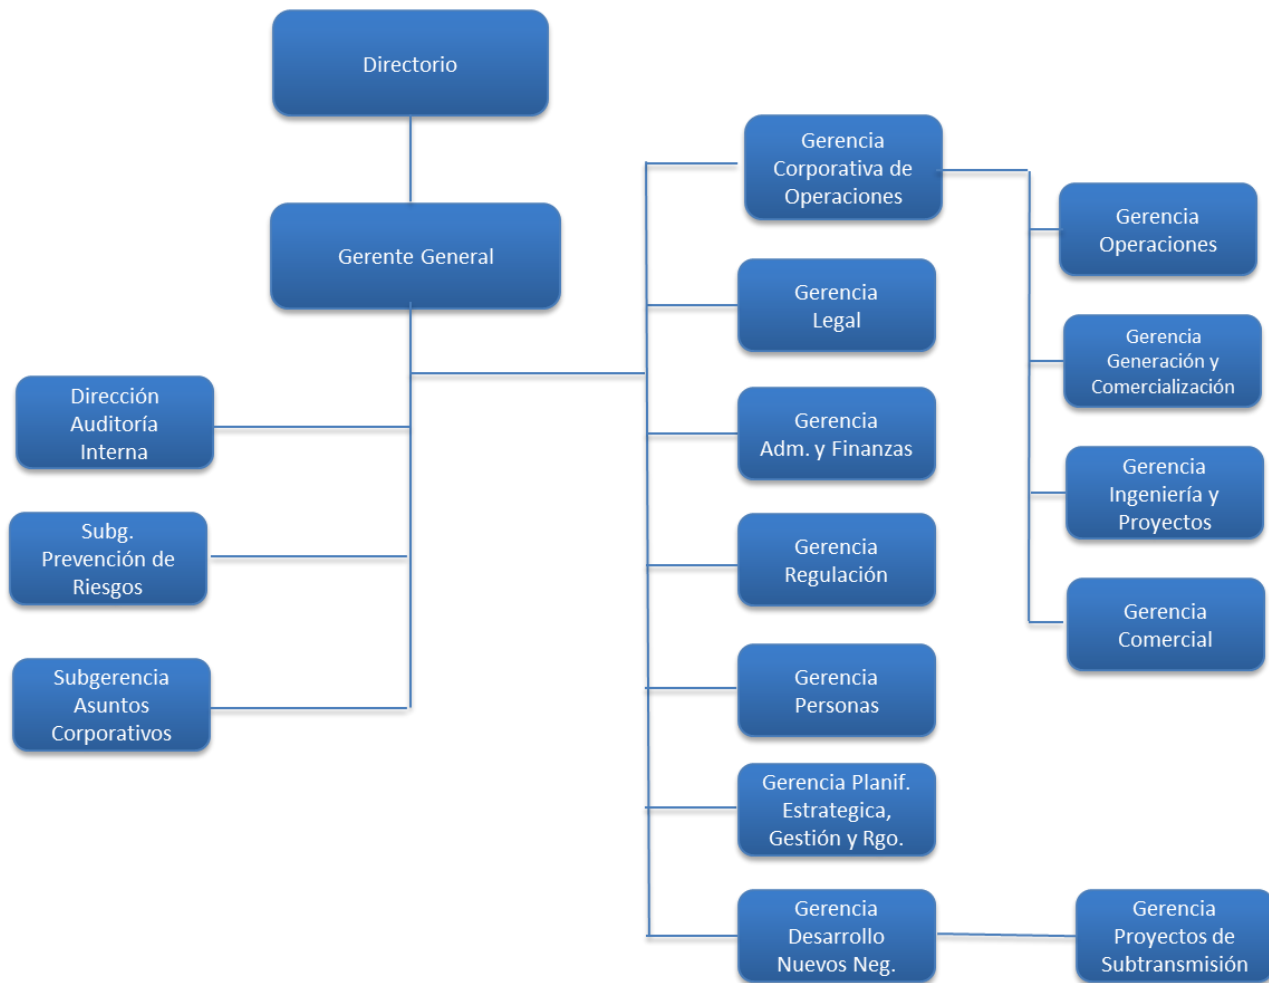 Directorio
Gerente General
Dirección
Auditoría
Interna
Subg.
Prevención de
Riesgos
Subgerencia
Asuntos
Corporativos
Gerencia
Corporativa de
Operaciones
Gerencia
Legal
Gerencia
Adm. y Finanzas
Gerencia
Regulación
Gerencia
Personas
Gerencia Planif.
Estrategica,
Gestión y Rgo.
Gerencia
Desarrollo
Nuevos Neg.
Gerencia
Operaciones
Gerencia
Generación y
Comercialización
Gerencia
Ingeniería y
Proyectos
Gerencia
Comercial
Gerencia
Proyectos de
Subtransmisión